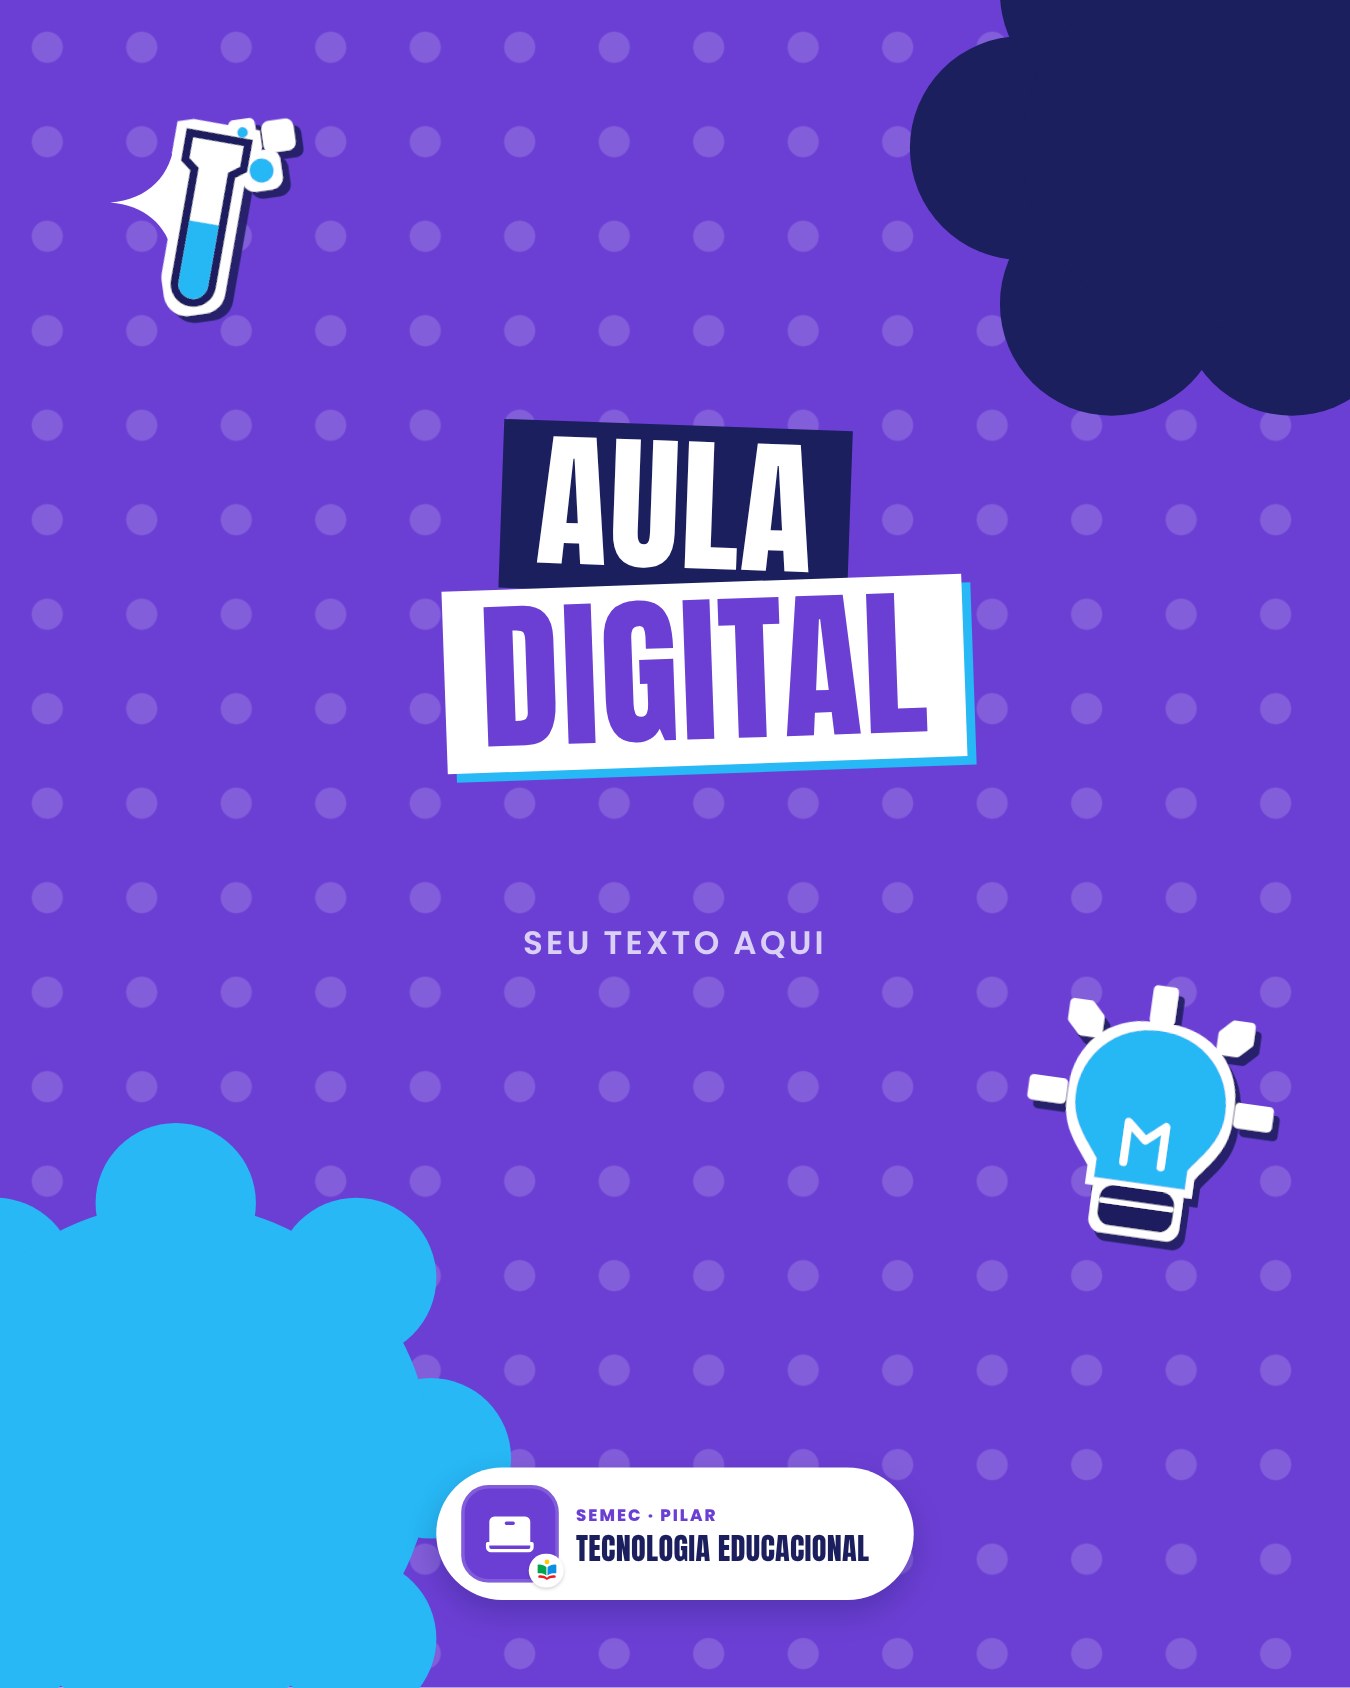 AULA
DIGITAL
SEU TEXTO AQUI
M
SEMEC · PILAR
TECNOLOGIA EDUCACIONAL